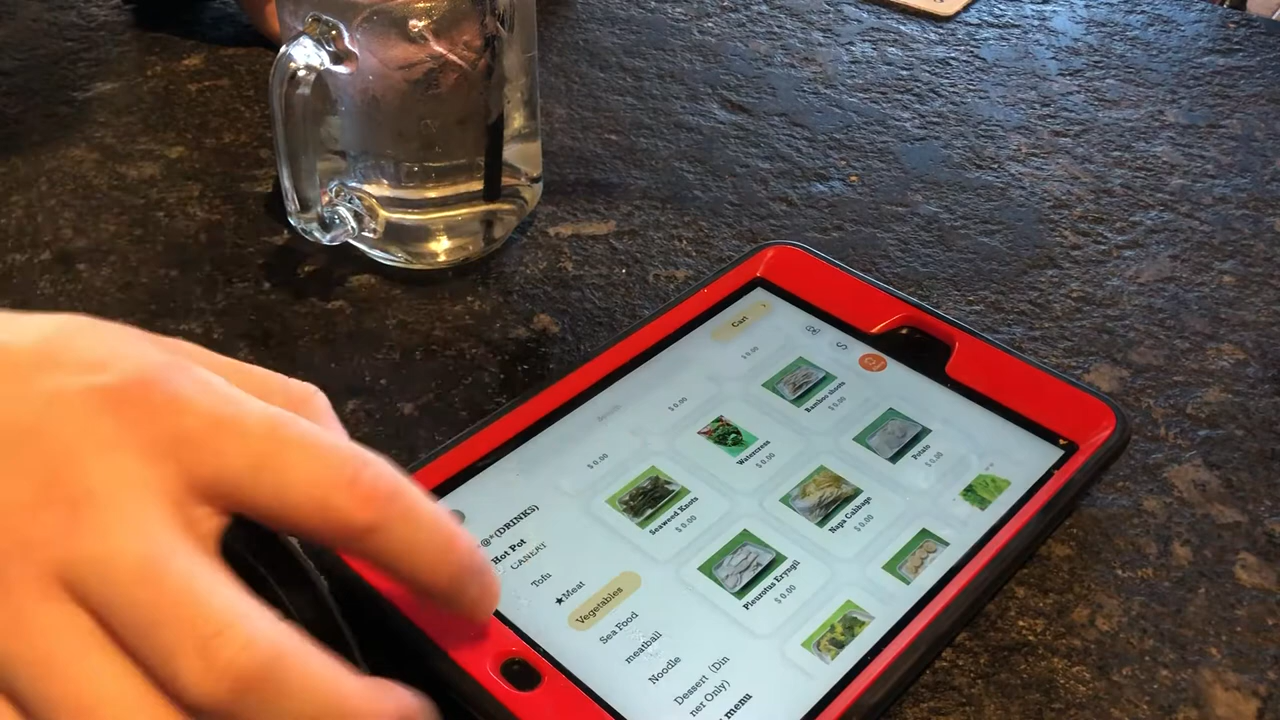 Cart
$
$ 0.00
$ 0.00
$ 0.00
Bamboo shoots
$ 0.00
Watercress
$ 0.00
Potato
$ 0.00
Seaweed Knots
$ 0.00
Napa Cabbage
$ 0.00
Pleurotus Eryngii
$ 0.00
@*(DRINKS)
Hot Pot
Tofu
★Meat
Vegetables
Sea Food
meatball
Noodle
Dessert (Din
ner Only)
menu